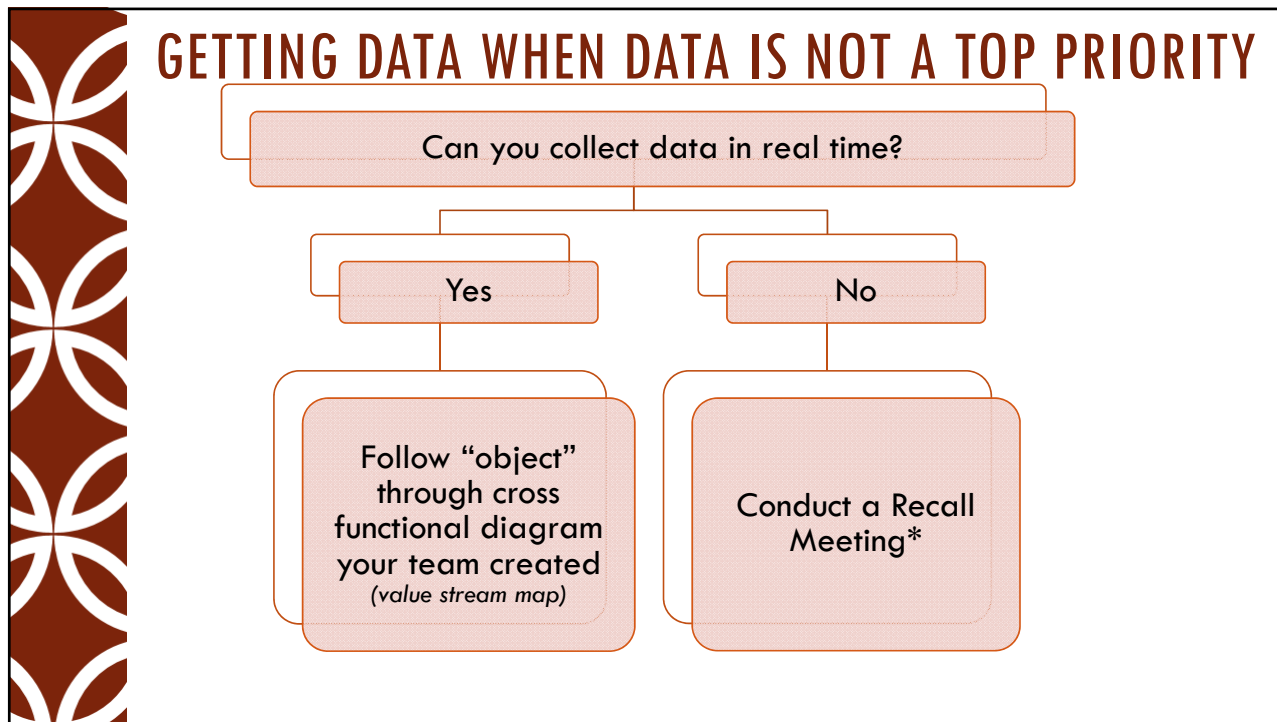 GETTING DATA WHEN DATA IS NOT A TOP PRIORITY
Can you collect data in real time?
Yes
No
Follow “object”
through cross
functional diagram
your team created
(value stream map)
Conduct a Recall
Meeting*